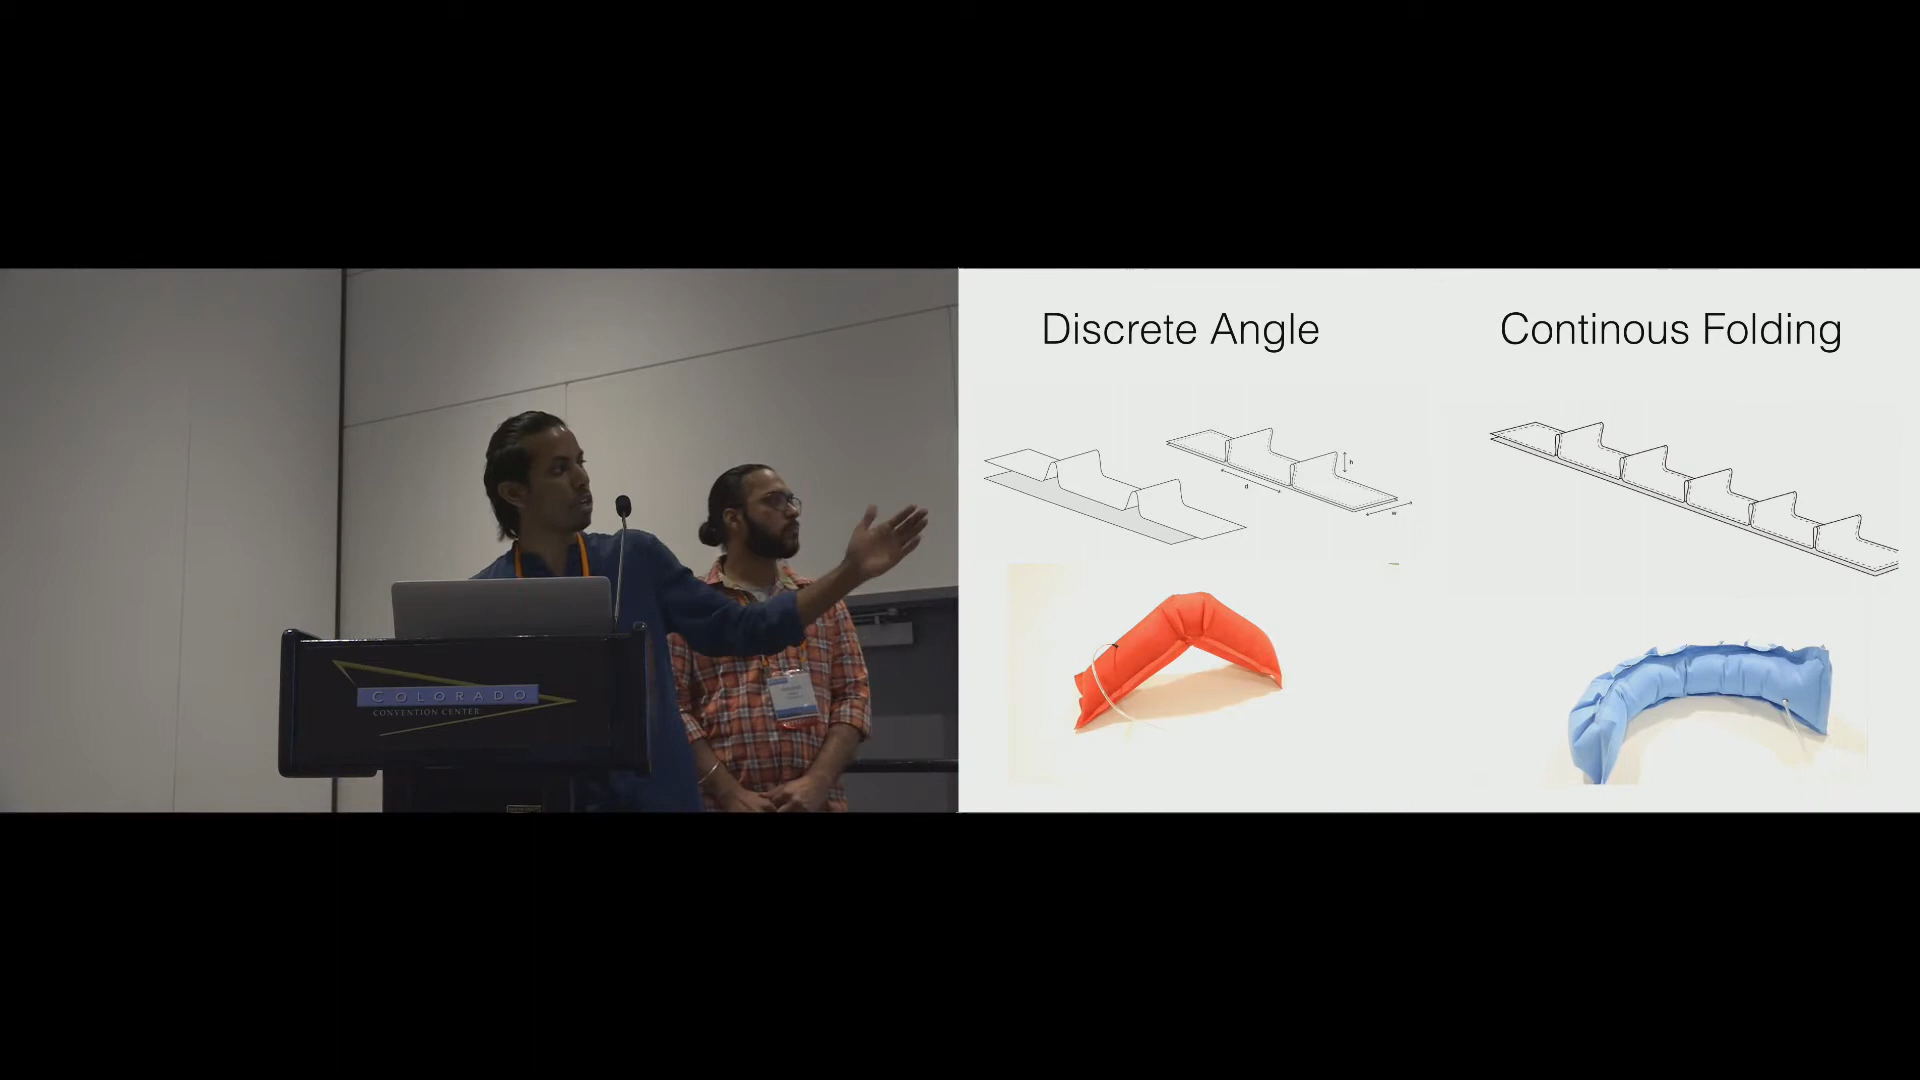 COLORADO
CONVENTION CENTER
Discrete Angle
Continous Folding
h
d
w